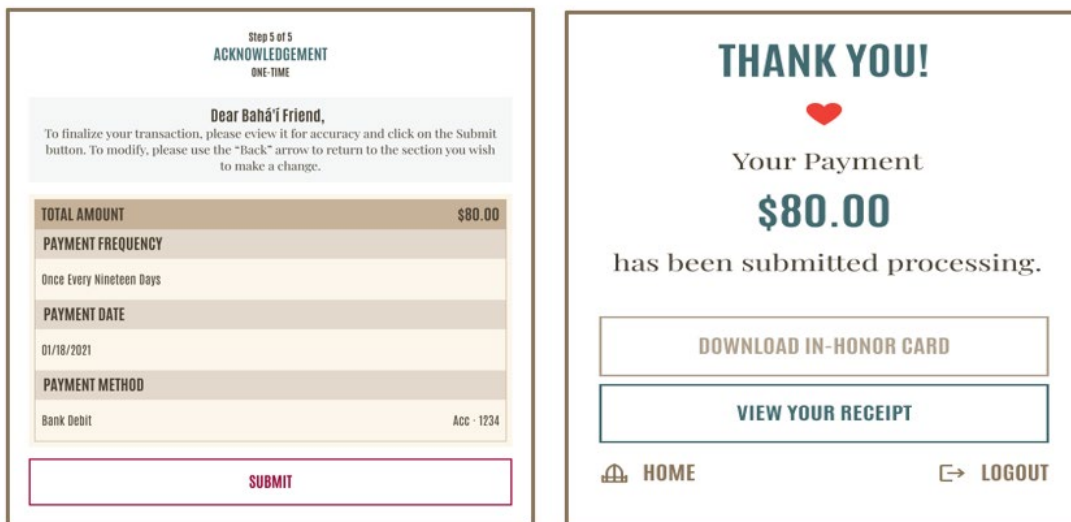 Step 5 of 5
ACKNOWLEDGEMENT
ONE-TIME
Dear Bahá'í Friend,
To finalize your transaction, please eview it for accuracy and click on the Submit
button. To modify, please use the “Back” arrow to return to the section you wish
to make a change.
TOTAL AMOUNT $80.00
PAYMENT FREQUENCY
Once Every Nineteen Days
PAYMENT DATE
01/18/2021
PAYMENT METHOD
Bank Debit Acc - 1234
SUBMIT
THANK YOU!
Your Payment
$80.00
has been submitted processing.
DOWNLOAD IN-HONOR CARD
VIEW YOUR RECEIPT
HOME LOGOUT